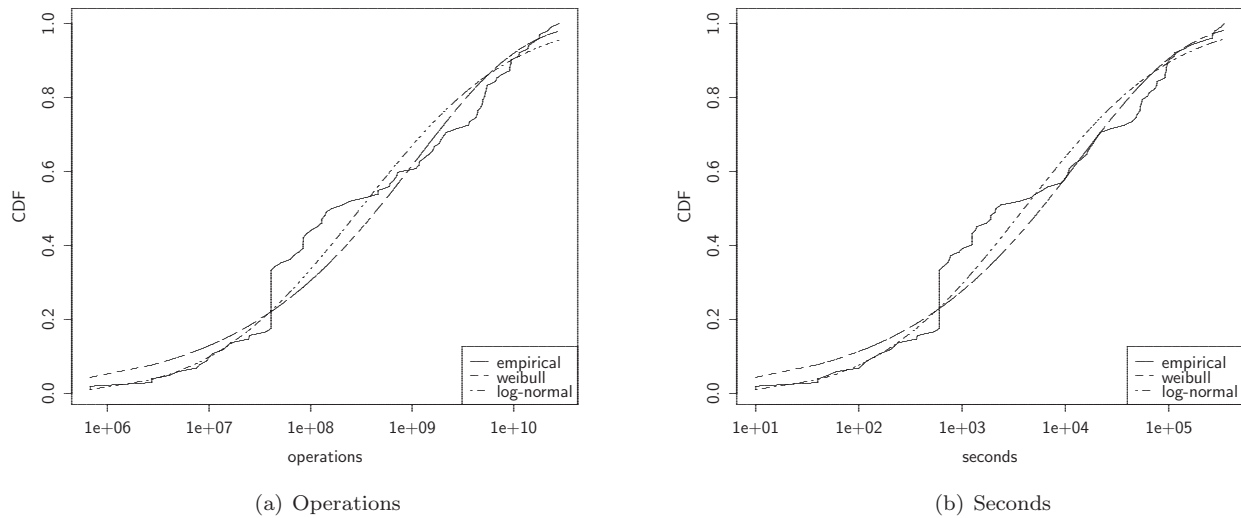 CDF
1.0
0.8
0.6
0.4
0.2
0.0
empirical
weibull
log-normal
1e+06 1e+07 1e+08 1e+09 1e+10
operations
(a) Operations
CDF
1.0
0.8
0.6
0.4
0.2
0.0
empirical
weibull
log-normal
1e+01 1e+02 1e+03 1e+04 1e+05
seconds
(b) Seconds